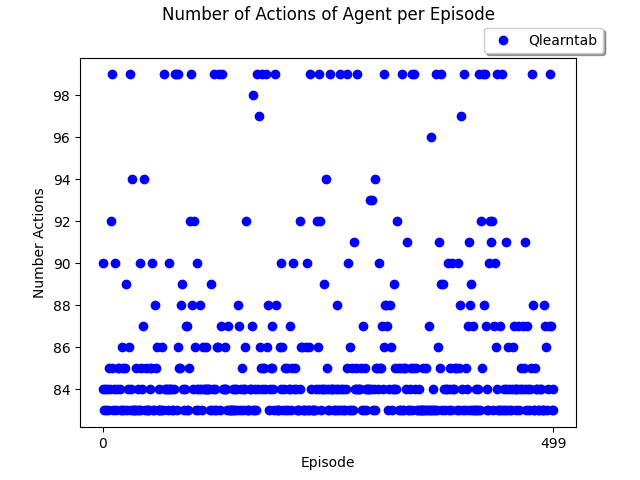 Number of Actions of Agent per Episode
Qlearntab
98
96
94
92
90
88
86
84
Number Actions
0
499
Episode